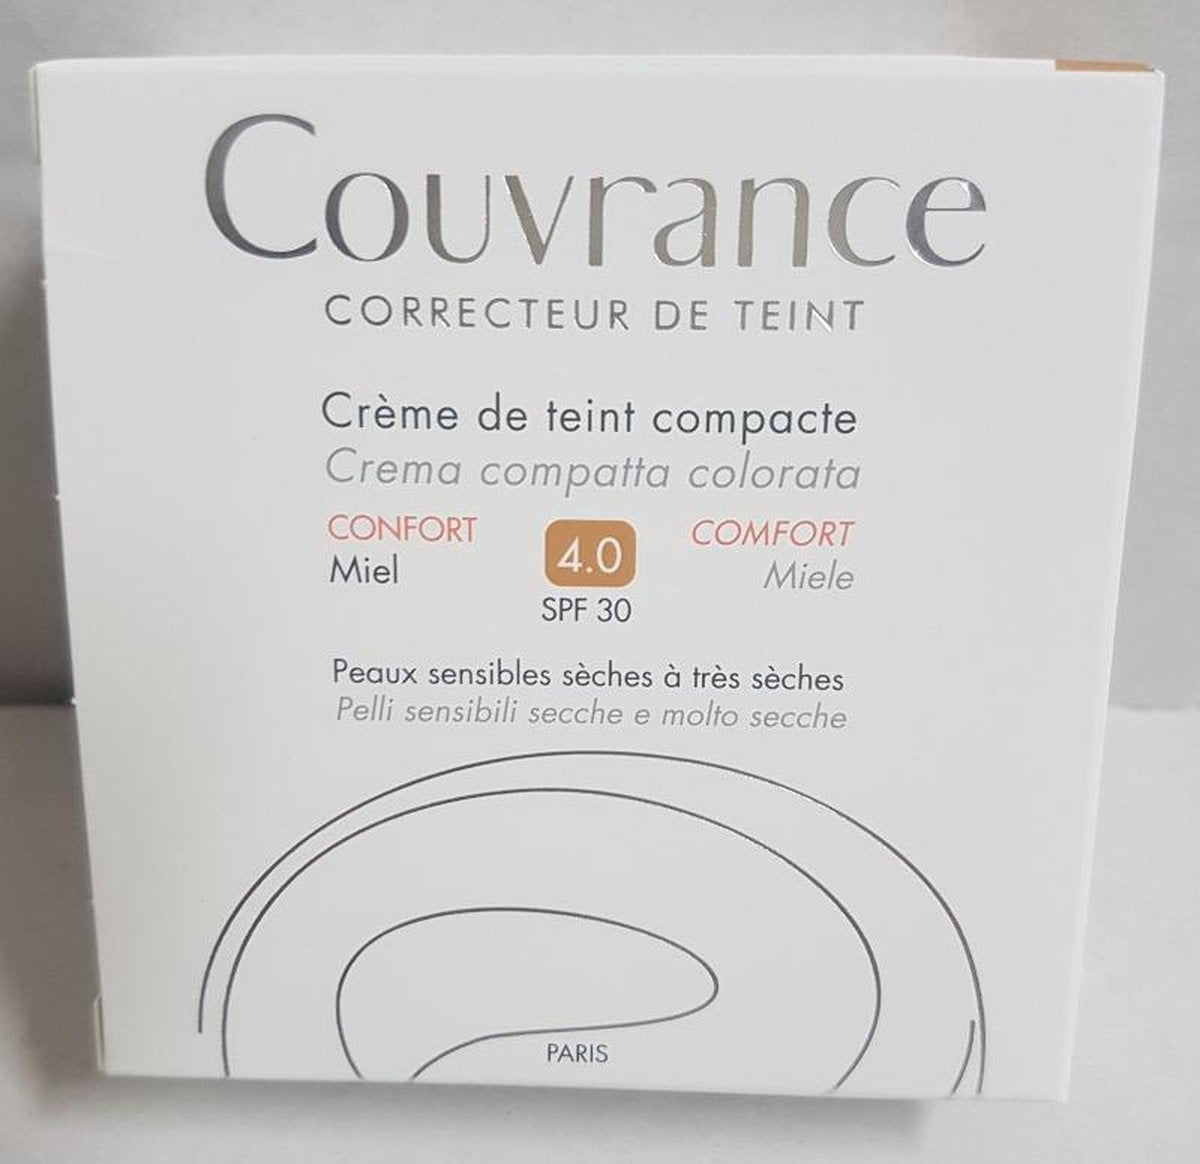 Couvrance
CORRECTEUR DE TEINT
Crème de teint compacte
Crema compatta colorata
CONFORT 4.0 COMFORT
Miel Miele
SPF 30
Peaux sensibles sèches à très sèches
Pelli sensibili secche e molto secche
PARIS